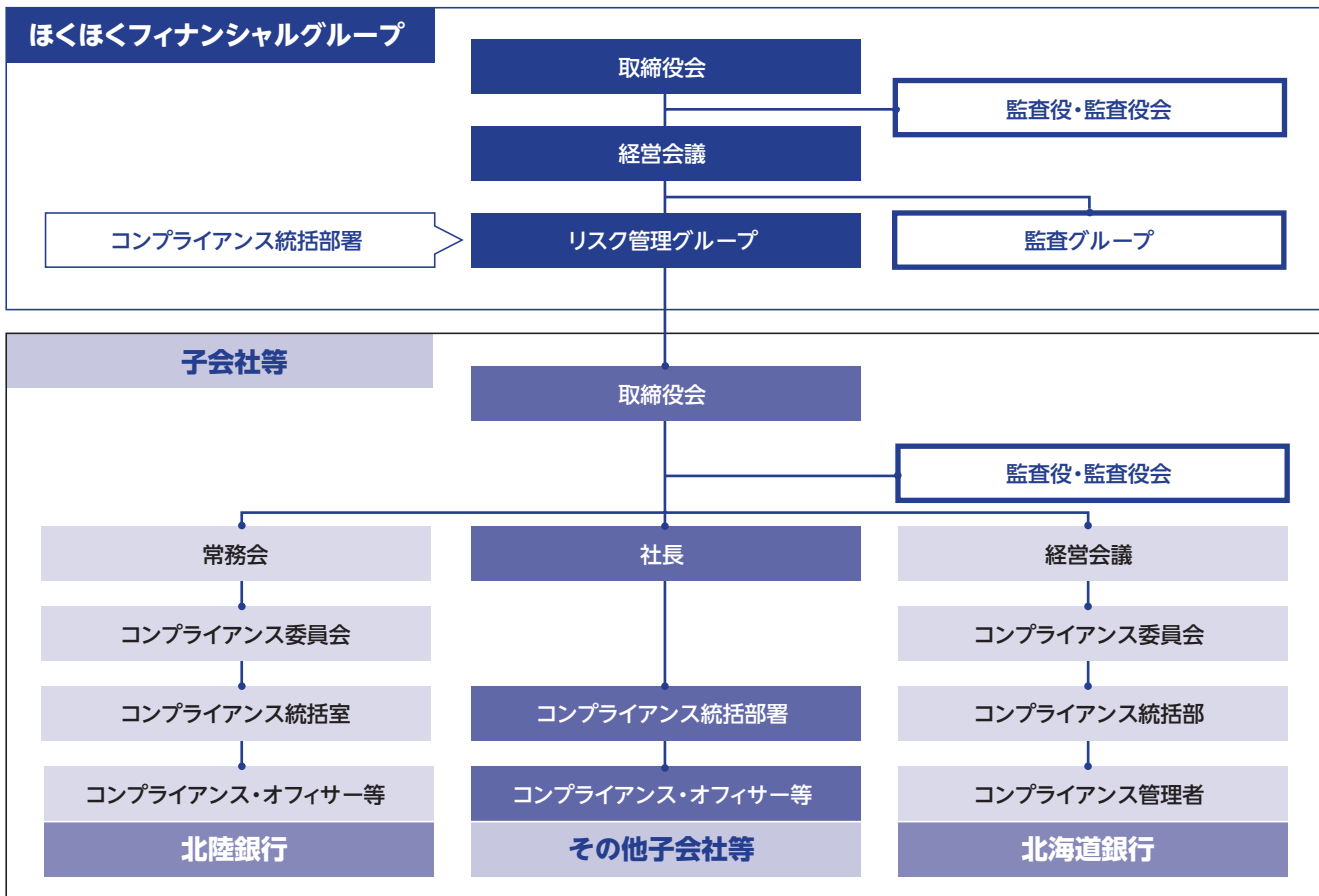 ほくほくフィナンシャルグループ
取締役会
監査役・監査役会
経営会議
コンプライアンス統括部署
リスク管理グループ
監査グループ
子会社等
取締役会
監査役・監査役会
常務会
社長
経営会議
コンプライアンス委員会
コンプライアンス委員会
コンプライアンス統括室
コンプライアンス統括部署
コンプライアンス統括部
コンプライアンス・オフィサー等
コンプライアンス・オフィサー等
コンプライアンス管理者
北陸銀行
その他子会社等
北海道銀行